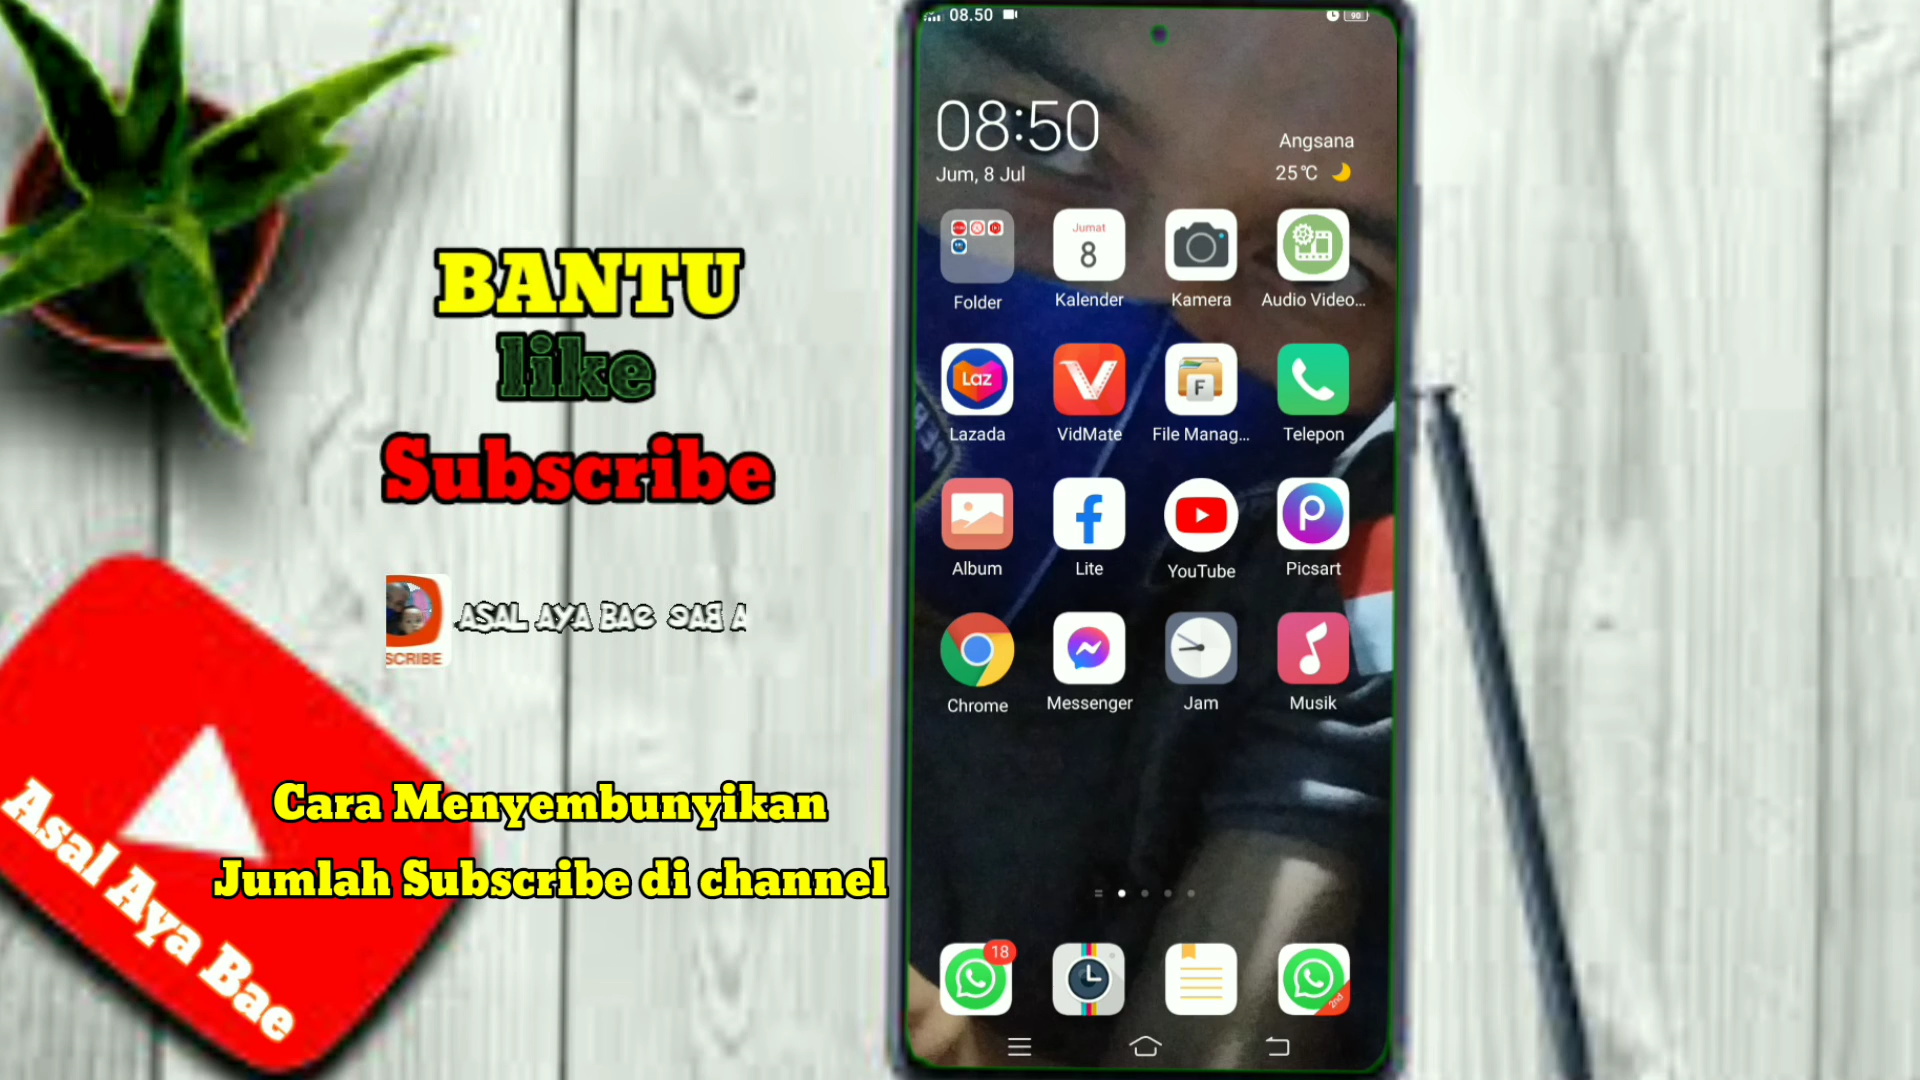 BANTU
like
Subscribe
SCRIBE
ASAL AYA BAE
Cara Menyembunyikan
Jumlah Subscribe di channel
Asal Aya Bae
08.50
90
08:50
Jum, 8 Jul
Angsana
25°C
Jumat
8
Folder
Kalender
Kamera
Audio Video...
Laz
F
Lazada
VidMate
File Manag...
Telepon
Album
Lite
YouTube
Picsart
Chrome
Messenger
Jam
Musik
18
2nd